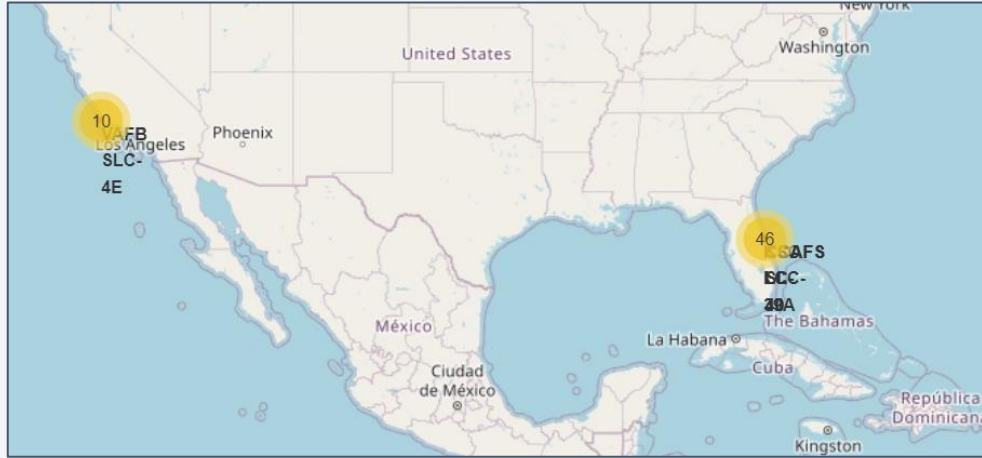 New York
Washington
United States
10
VAFB
Los Angeles
SLC-
4E
Phoenix
46
México
La Habana
The Bahamas
Cuba
Ciudad
de México
República
Dominicana
Kingston